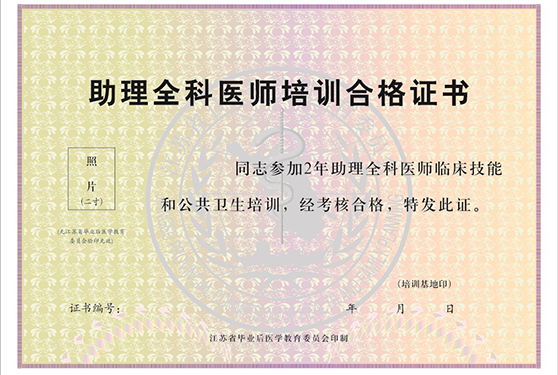 助理全科医师培训合格证书
照
片
(二寸)
(无江苏省毕业后医学教育
委员会验印无效)
同志参加2年助理全科医师临床技能
和公共卫生培训，经考核合格，特发此证。
(培训基地印)
证书编号：
年 月 日
江苏省毕业后医学教育委员会印制